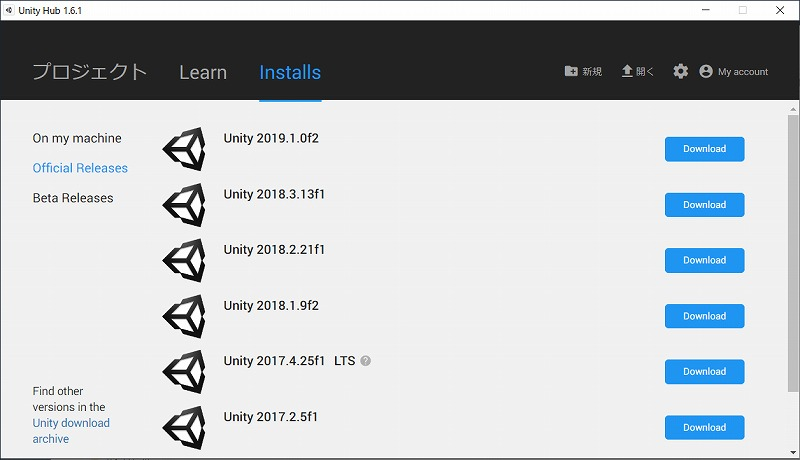 Unity Hub 1.6.1
プロジェクト Learn Installs 新規 開く My account
On my machine
Official Releases
Beta Releases
Unity 2019.1.0f2 Download
Unity 2018.3.13f1 Download
Unity 2018.2.21f1 Download
Unity 2018.1.9f2 Download
Unity 2017.4.25f1 LTS ? Download
Unity 2017.2.5f1 Download
Find other
versions in the
Unity download
archive